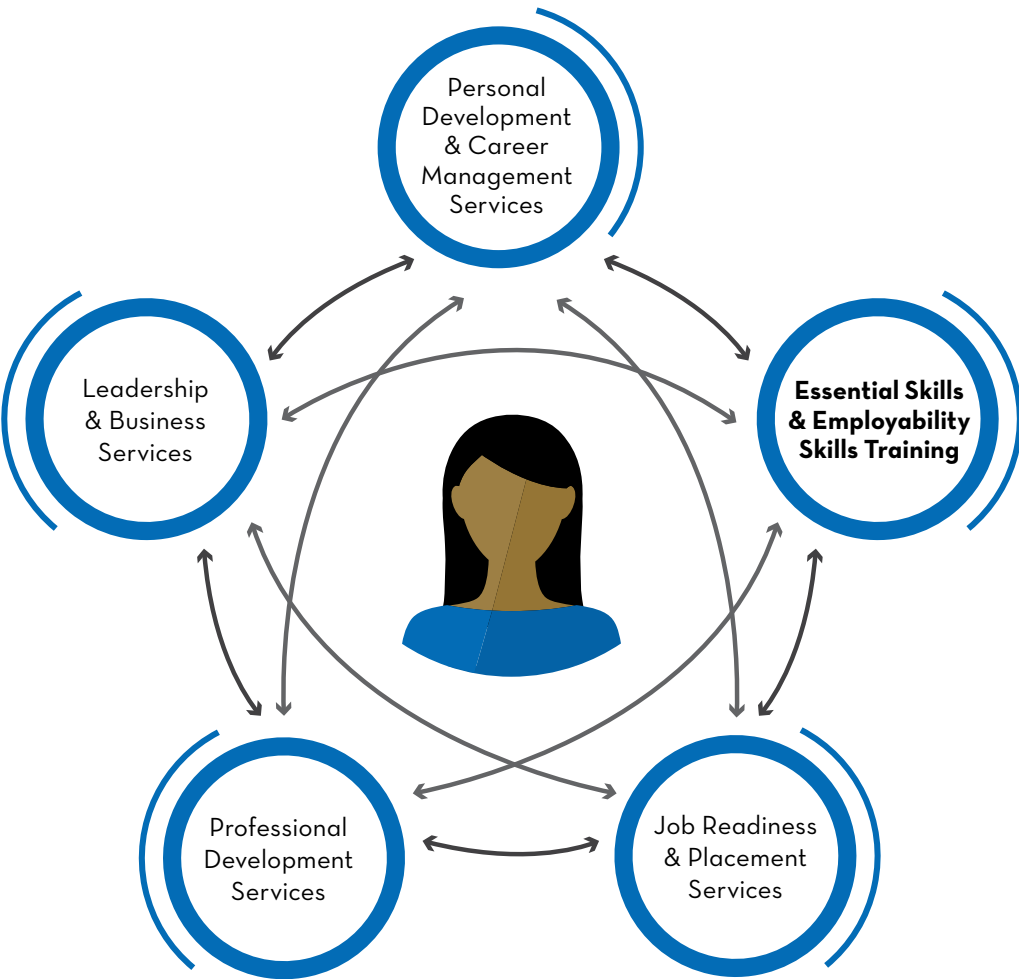 Personal
Development
& Career
Management
Services
Leadership
& Business
Services
Essential Skills
& Employability
Skills Training
Professional
Development
Services
Job Readiness
& Placement
Services